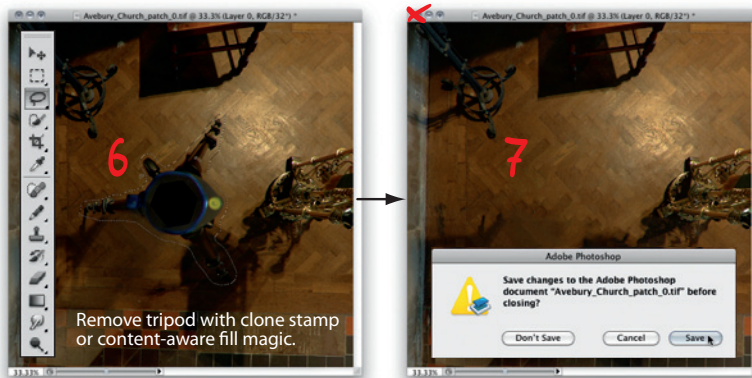 Avebury_Church_patch_0.tif @ 33.3% (Layer 0, RGB/32*) *
6
Remove tripod with clone stamp
or content-aware fill magic.
33.33%
Avebury_Church_patch_0.tif @ 33.3% (Layer 0, RGB/32*) *
7
Adobe Photoshop
Save changes to the Adobe Photoshop
document "Avebury_Church_patch_0.tif" before
closing?
Don't Save Cancel Save
33.33%